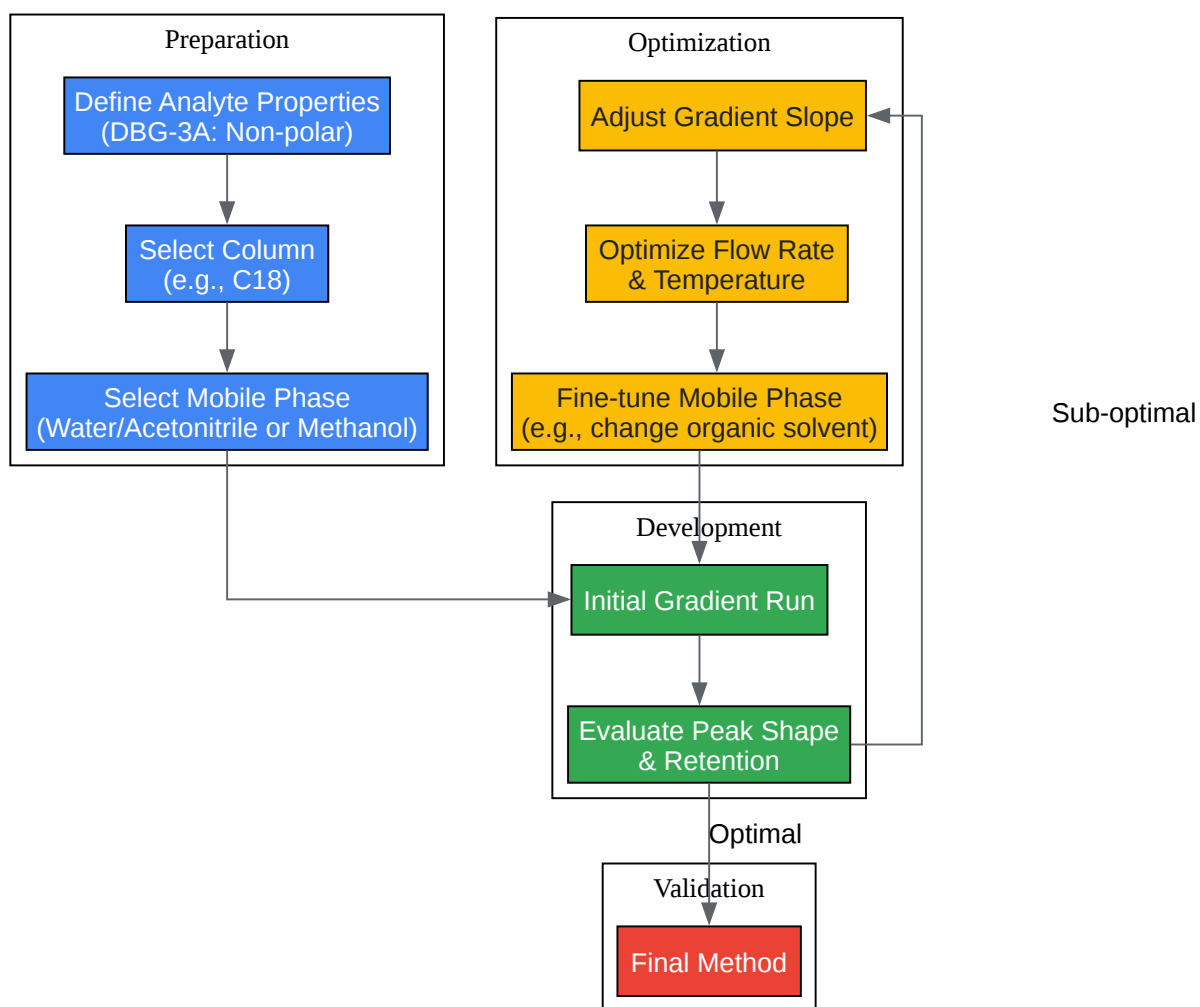 Preparation
Define Analyte Properties
(DBG-3A: Non-polar)
Select Column
(e.g., C18)
Select Mobile Phase
(Water/Acetonitrile or Methanol)
Optimization
Adjust Gradient Slope
Optimize Flow Rate
& Temperature
Fine-tune Mobile Phase
(e.g., change organic solvent)
Sub-optimal
Development
Initial Gradient Run
Evaluate Peak Shape
& Retention
Optimal
Validation
Final Method